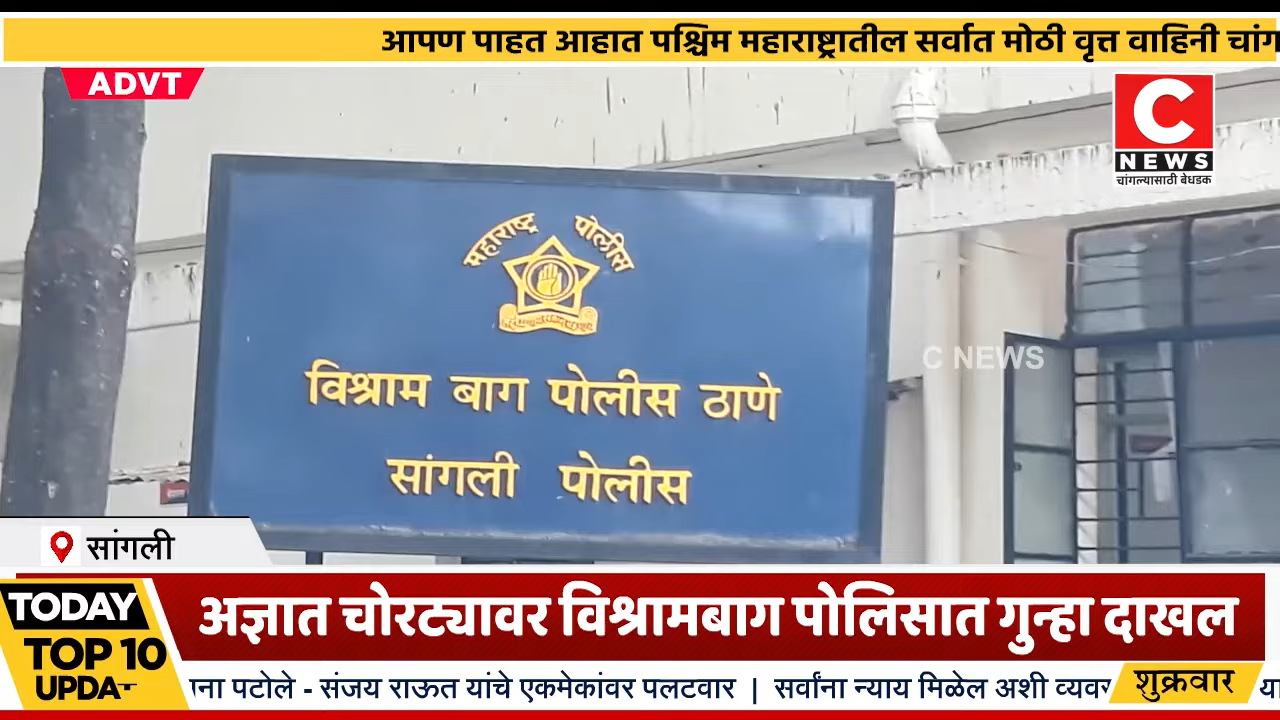 आपण पाहत आहात पश्चिम महाराष्ट्रातील सर्वात मोठी वृत्त वाहिनी
ADVT
C
NEWS
चांगल्यासाठी बेधडक
महाराष्ट्र पोलीस
C NEWS
विश्राम बाग पोलीस ठाणे
सांगली पोलीस
सांगली
TODAY
TOP 10
अज्ञात चोरट्यावर विश्रामबाग पोलिसात गुन्हा दाखल
पटोले - संजय राऊत यांचे एकमेकांवर पलटवार | सर्वांना न्याय मिळेल अशी
शुक्रवार